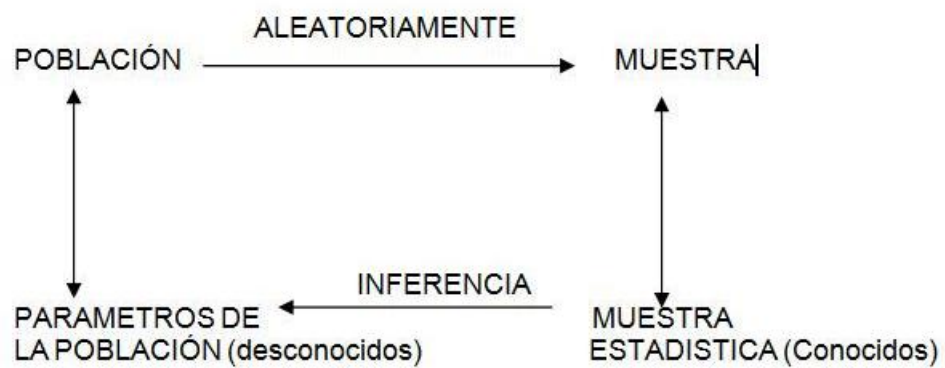 ALEATORIAMENTE
POBLACIÓN
MUESTRA
INFERENCIA
PARAMETROS DE
LA POBLACIÓN (desconocidos)
MUESTRA
ESTADISTICA (Conocidos)